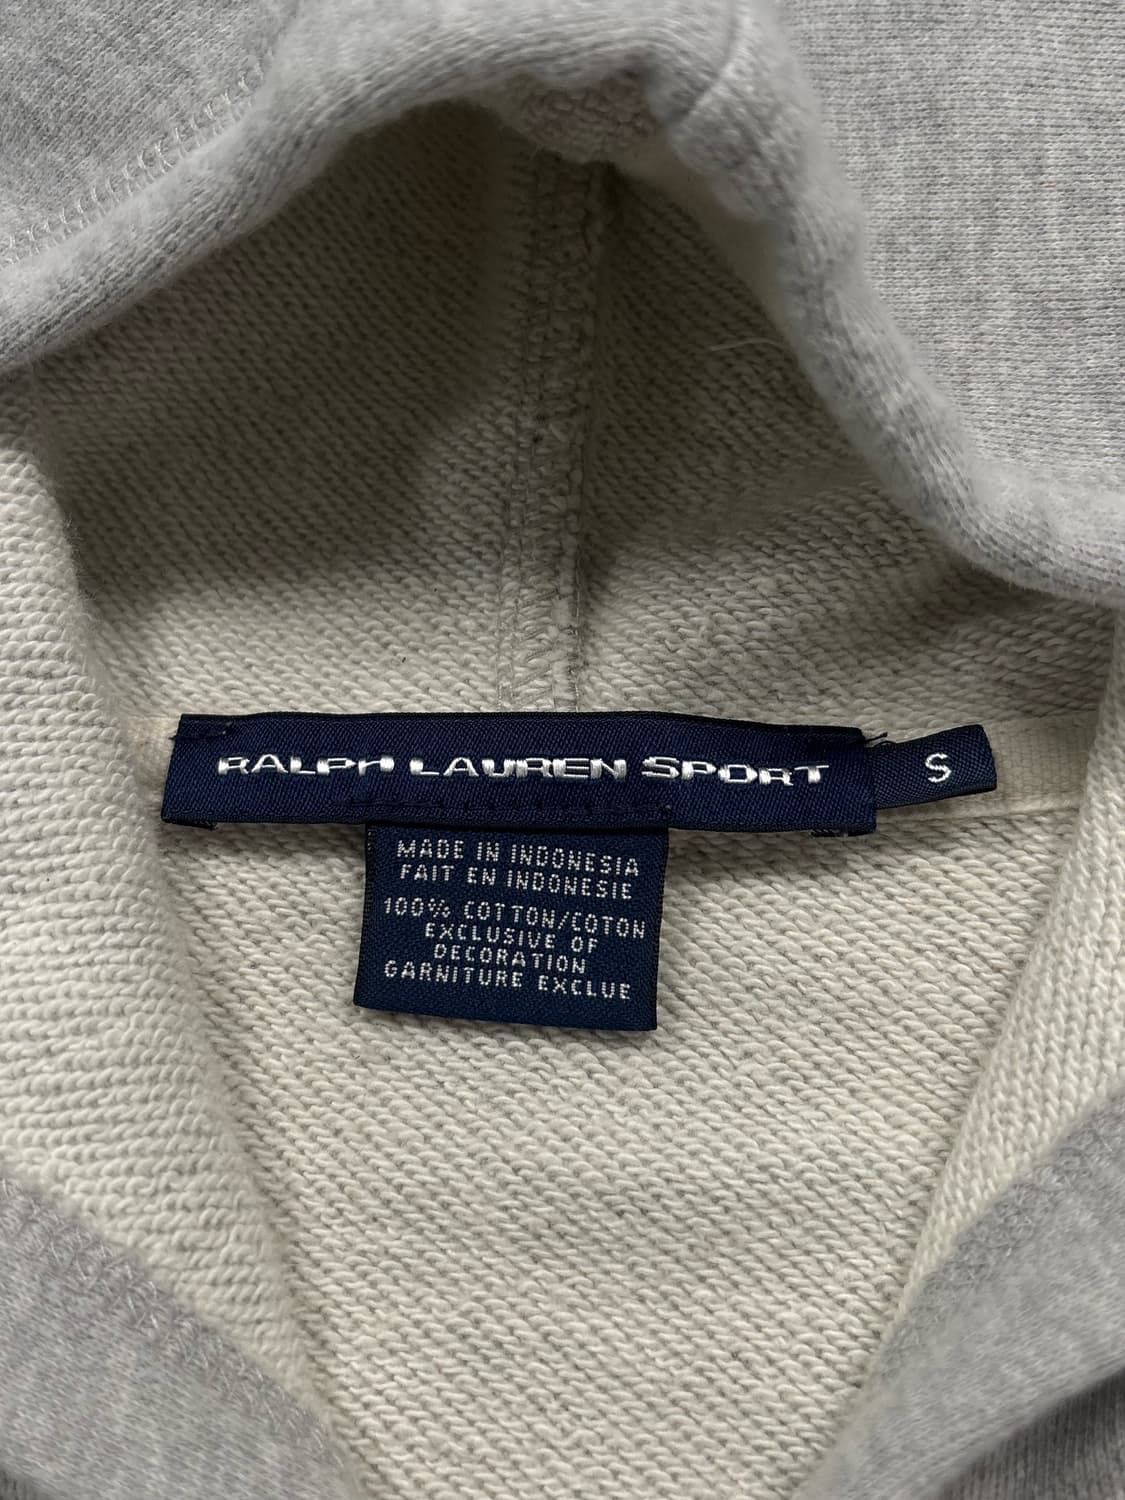 RALPH LAUREN SPORT
S
MADE IN INDONESIA
FAIT EN INDONESIE
100% COTTON/COTON
EXCLUSIVE OF
DECORATION
GARNITURE EXCLUE